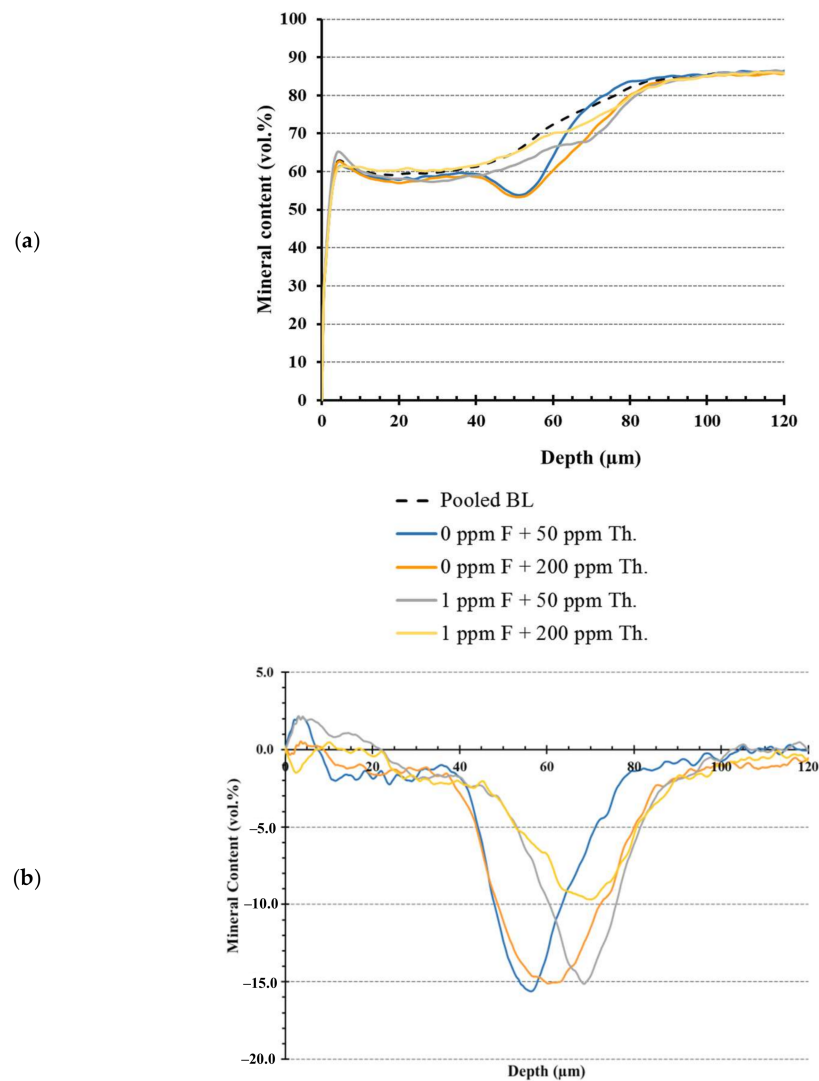 (a)
Mineral content (vol.%)
100
90
80
70
60
50
40
30
20
10
0
0 20 40 60 80 100 120
Depth (μm)
Pooled BL
0 ppm F + 50 ppm Th.
0 ppm F + 200 ppm Th.
1 ppm F + 50 ppm Th.
1 ppm F + 200 ppm Th.
(b)
Mineral Content (vol.%)
5.0
0.0
−5.0
−10.0
−15.0
−20.0
0 20 40 60 80 100 120
Depth (μm)